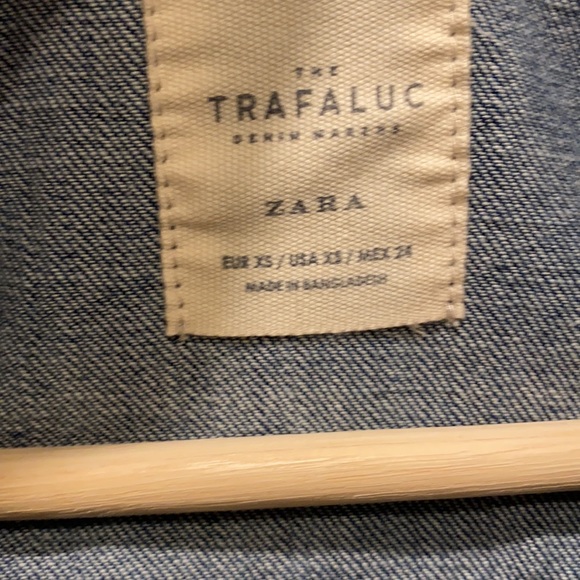 THE
TRAFALUC
DENIM MAKERS
ZARA
EUR XS / USA XS / MEX 24
MADE IN BANGLADESH